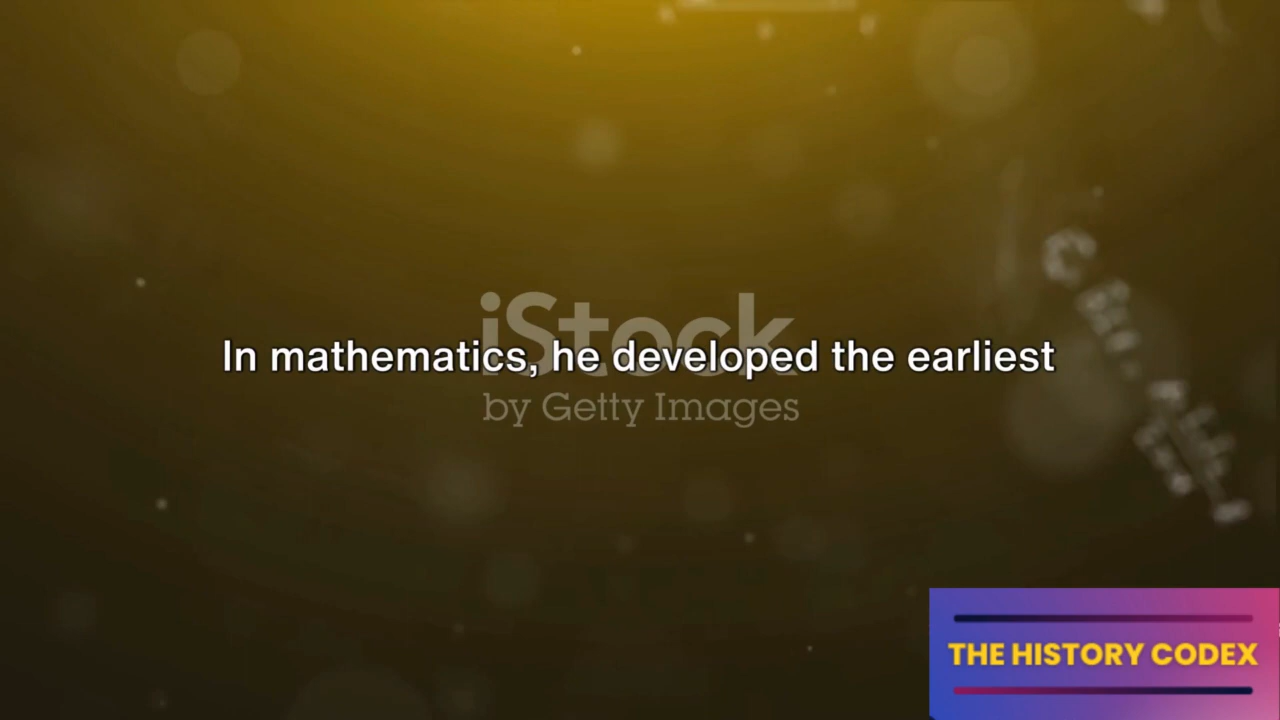 iStock
In mathematics, he developed the earliest
by Getty Images
THE HISTORY CODEX